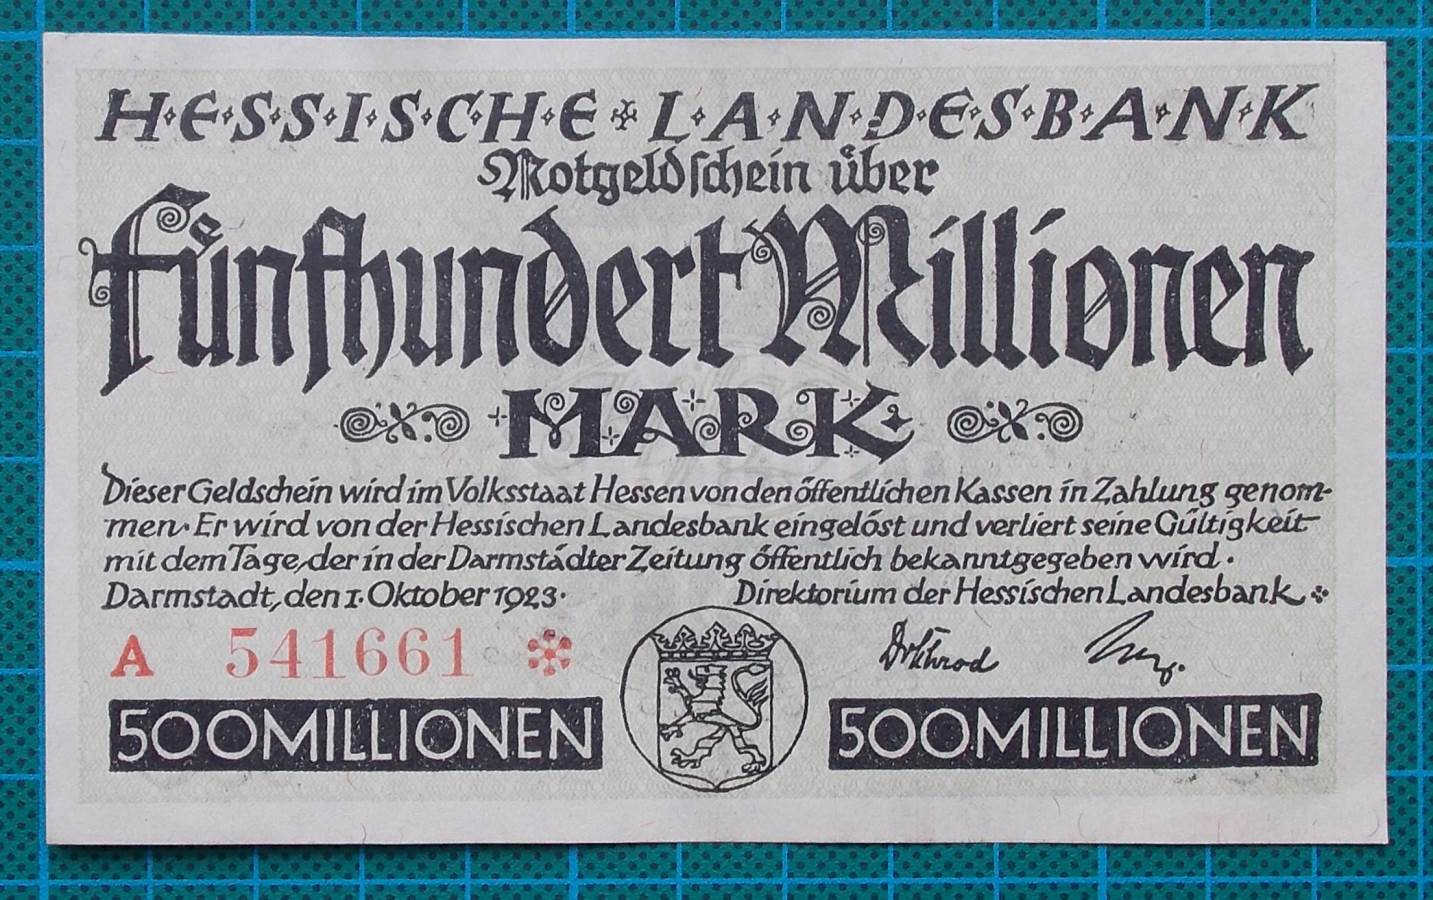 HESSISCHE LANDESBANK
Notgeldschein über
Fünfhundert Millionen
MARK
Dieser Geldschein wird im Volksstaat Hessen von den öffentlichen Kassen in Zahlung genom-
men. Er wird von der Hessischen Landesbank eingelöst und verliert seine Gültigkeit
mit dem Tage, der in der Darmstädter Zeitung öffentlich bekanntgegeben wird.
Darmstadt, den 1. Oktober 1923. Direktorium der Hessischen Landesbank
A 541661
500 MILLIONEN 500 MILLIONEN